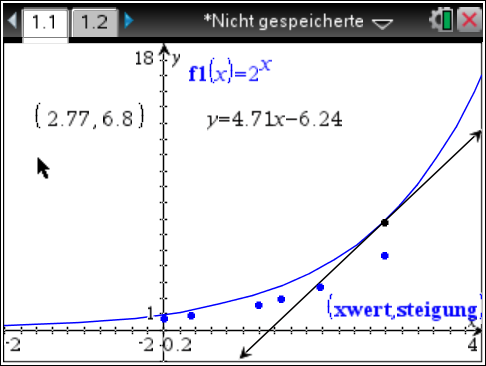 1.1 1.2 *Nicht gespeicherte
18 y
f1(x)=2^x
(2.77,6.8) y=4.71x−6.24
1
(xwert,steigung)
x
-2 -2 0.2 4